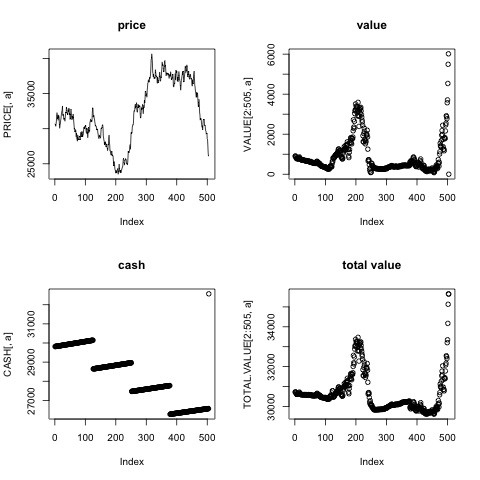 price
PRICE[, a]
35000
25000
0 100 200 300 400 500
Index
value
VALUE[2:505, a]
6000
4000
2000
0
0 100 200 300 400 500
Index
cash
CASH[, a]
31000
29000
27000
0 100 200 300 400 500
Index
total value
TOTAL.VALUE[2:505, a]
34000
32000
30000
0 100 200 300 400 500
Index